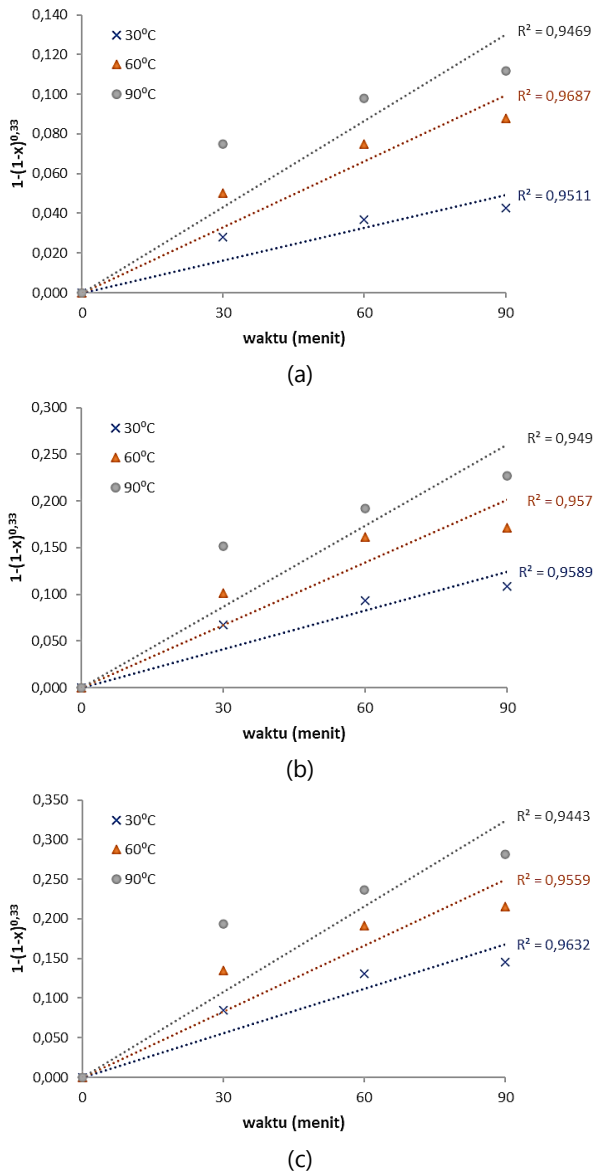 0,140
0,120
0,100
0,080
0,060
0,040
0,020
0,000
1-(1-x)^0,33
30⁰C
60⁰C
90⁰C
R² = 0,9469
R² = 0,9687
R² = 0,9511
0 30 60 90
waktu (menit)
(a)
0,300
0,250
0,200
0,150
0,100
0,050
0,000
1-(1-x)^0,33
30⁰C
60⁰C
90⁰C
R² = 0,949
R² = 0,957
R² = 0,9589
0 30 60 90
waktu (menit)
(b)
0,350
0,300
0,250
0,200
0,150
0,100
0,050
0,000
1-(1-x)^0,33
30⁰C
60⁰C
90⁰C
R² = 0,9443
R² = 0,9559
R² = 0,9632
0 30 60 90
waktu (menit)
(c)